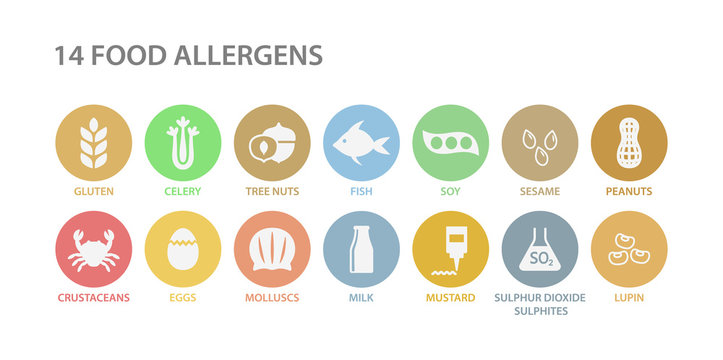 14 FOOD ALLERGENS
GLUTEN CELERY TREE NUTS FISH SOY SESAME PEANUTS
SO₂
CRUSTACEANS EGGS MOLLUSCS MILK MUSTARD SULPHUR DIOXIDE LUPIN
SULPHITES